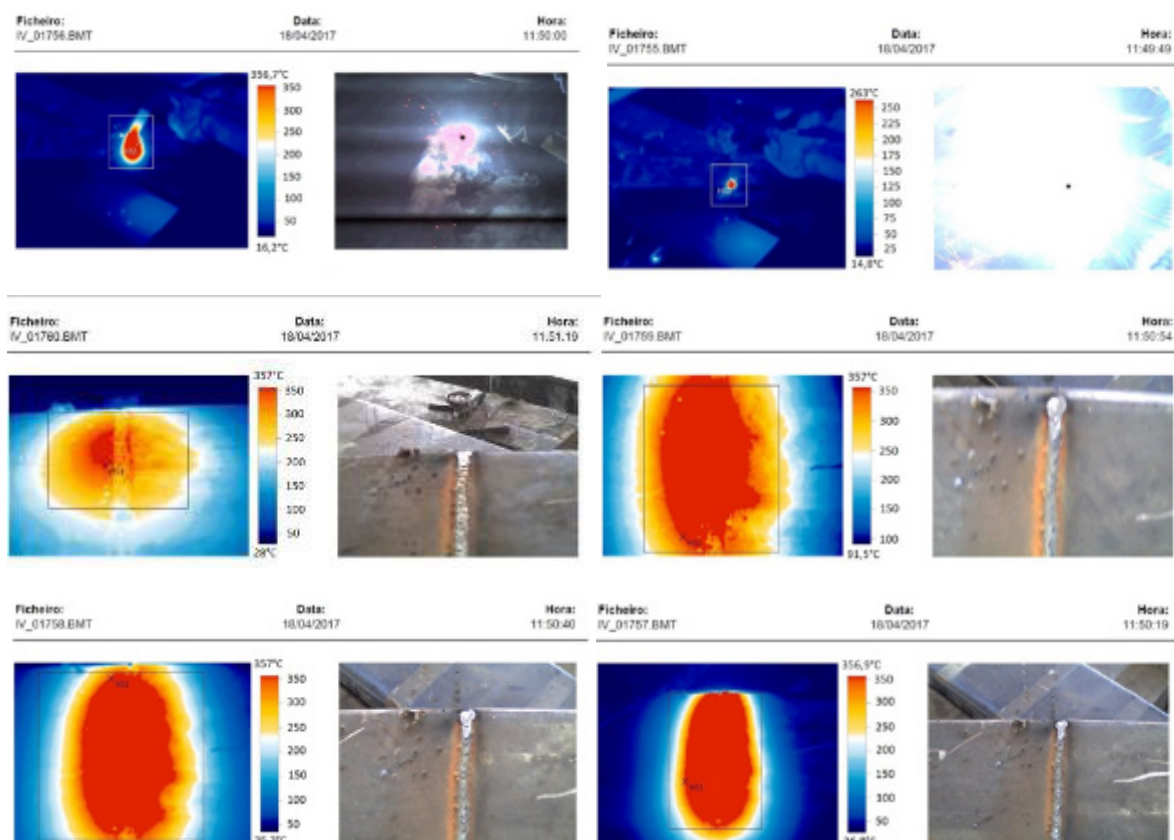 Ficheiro: Data: Hora:
IV_01756.BMT 18/04/2017 11:50:00
356,7°C
350
300
250
200
150
100
50
16,2°C
HS1
Ficheiro: Data: Hora:
IV_01755.BMT 18/04/2017 11:49:49
263°C
250
225
200
175
150
125
100
75
50
25
14,8°C
Ficheiro: Data: Hora:
IV_01760.BMT 18/04/2017 11.51.19
357°C
350
300
250
200
150
100
50
28°C
HS1
Ficheiro: Data: Hora:
IV_01759.BMT 18/04/2017 11:50:54
357°C
350
300
250
200
150
100
91,5°C
Ficheiro: Data: Hora:
IV_01758.BMT 18/04/2017 11:50:40
357°C
350
300
250
200
150
100
50
HS1
Ficheiro: Data: Hora:
IV_01757.BMT 18/04/2017 11:50:19
356,9°C
350
300
250
200
150
100
50
HS1